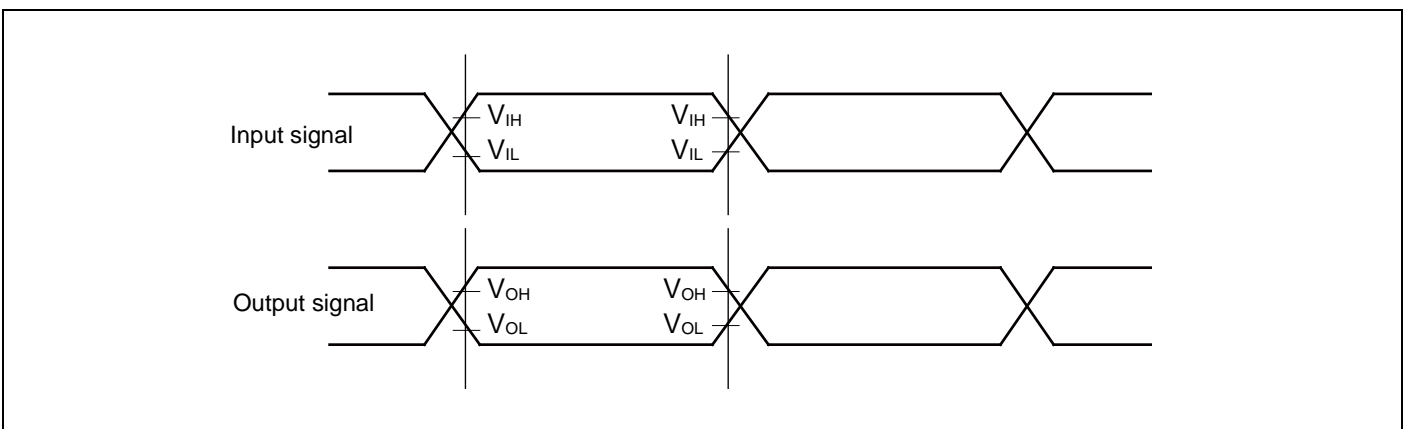 Input signal
VIH
VIH
VIL
VIL
Output signal
VOH
VOH
VOL
VOL